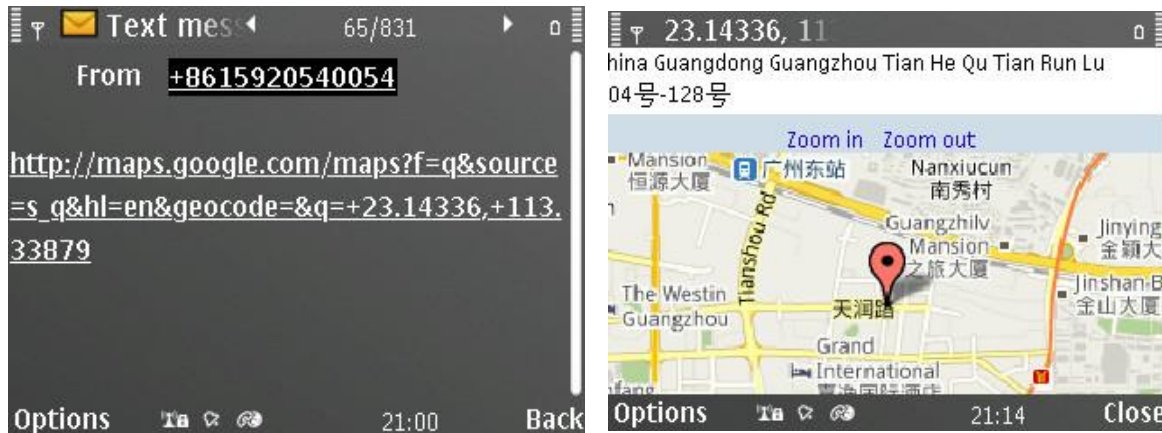 Text mess
65/831
From +8615920540054
http://maps.google.com/maps?f=q&source
=s_q&hl=en&geocode=&q=+23.14336,+113.
33879
Options
21:00
Back
23.14336, 11
hina Guangdong Guangzhou Tian He Qu Tian Run Lu
04号-128号
Zoom in Zoom out
Mansion
恒源大厦
广州东站
Nanxiucun
南秀村
Tianshou Rd
Guangzhilv
Mansion
之旅大厦
Jinying
金颖大
The Westin
Guangzhou
天润路
Jinshan B
金山大厦
Grand
International
Options
21:14
Close